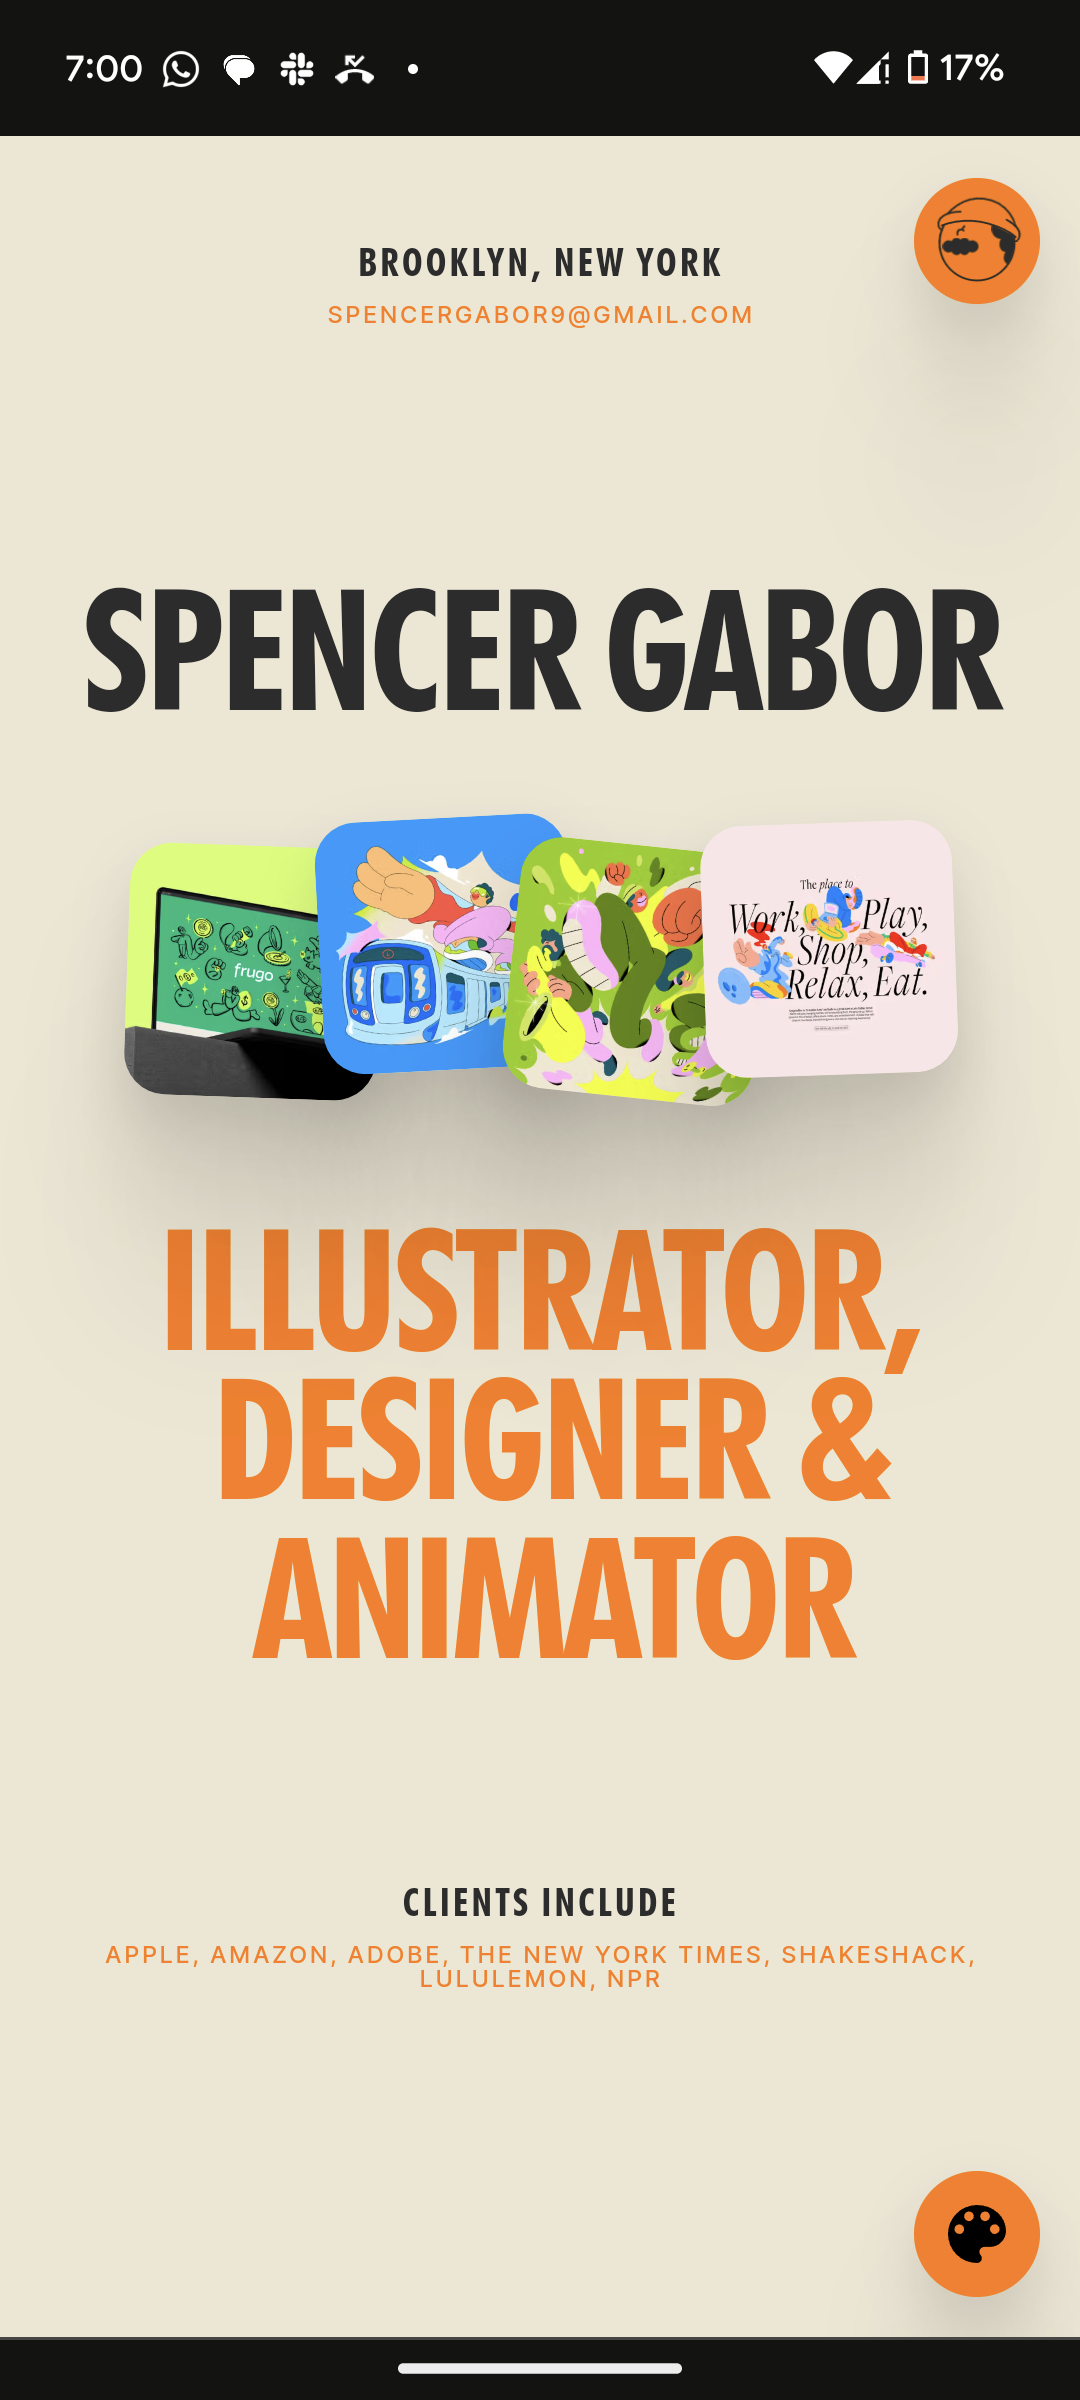 7:00
17%
BROOKLYN, NEW YORK
SPENCERGABOR9@GMAIL.COM
SPENCER GABOR
frugo
The place to
Work, Play,
Shop,
Relax, Eat.
ILLUSTRATOR,
DESIGNER &
ANIMATOR
CLIENTS INCLUDE
APPLE, AMAZON, ADOBE, THE NEW YORK TIMES, SHAKESHACK,
LULULEMON, NPR